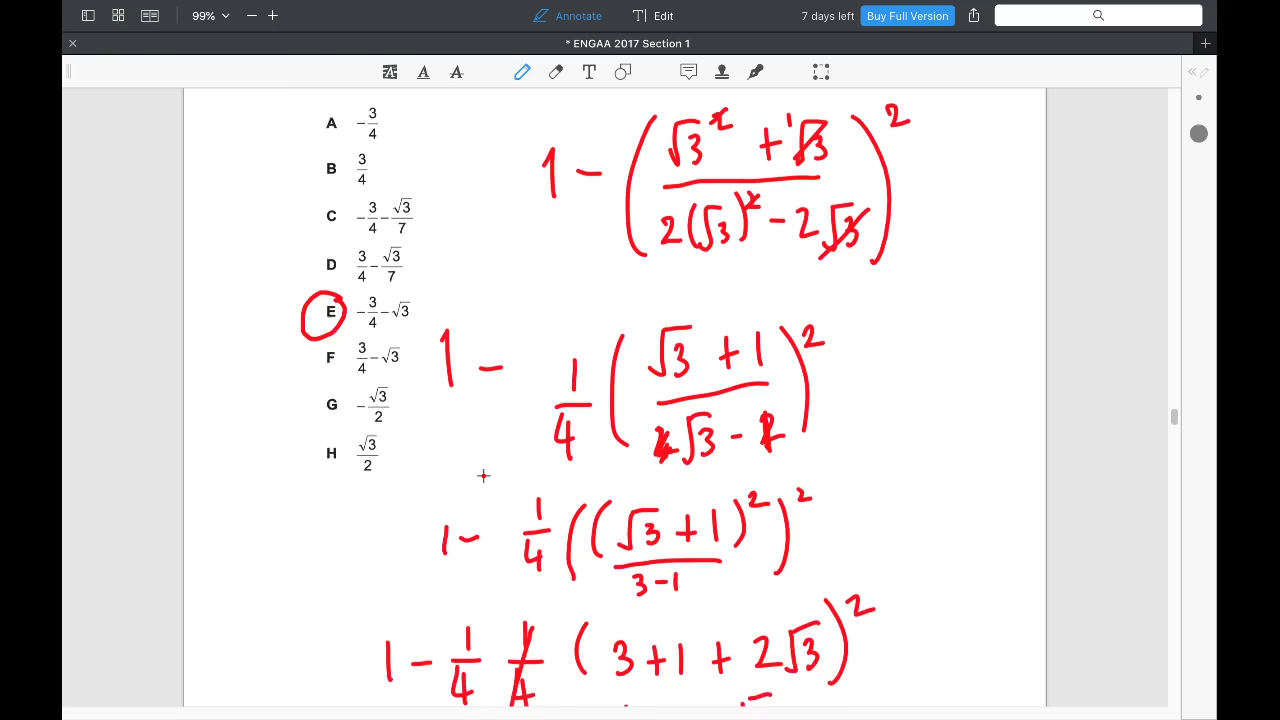 99%
Annotate
Edit
7 days left
Buy Full Version
* ENGAA 2017 Section 1
A -3/4
B 3/4
C -3/4 - √3/7
D 3/4 - √3/7
E -3/4 - √3
F 3/4 - √3
G -√3/2
H √3/2
1 - ((√3² + ¹√3)/(2(√3)² - 2√3))²
1 - 1/4 ((√3 + 1)/(2√3 - 2))²
1 - 1/4 ((√3 + 1)²/(3 - 1))²
1 - 1/4 1/4 (3 + 1 + 2√3)²